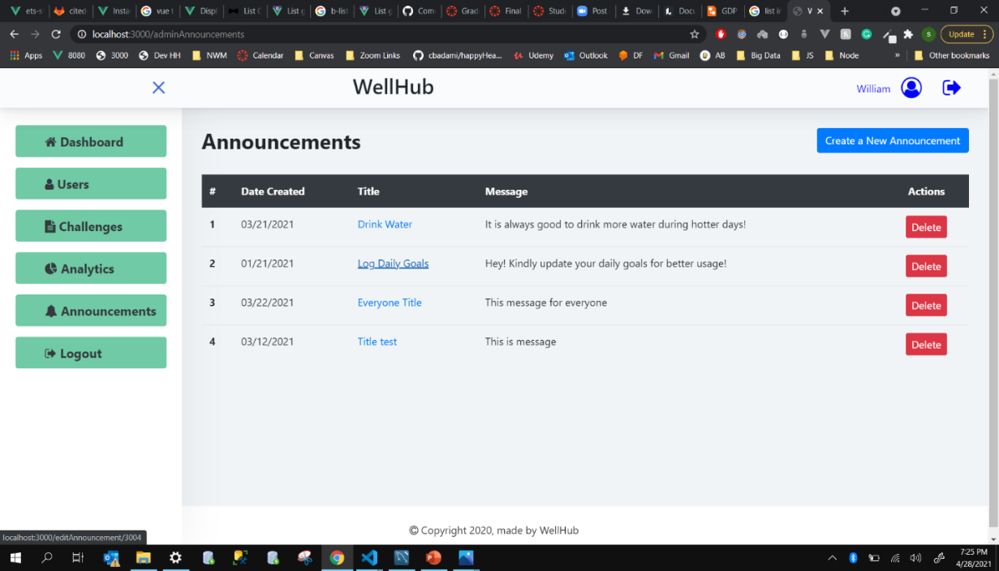 ets-s cited- Insta vue t Displ List C List g b-list List g Com Grad Final Stud Post Dow Docu GDP list in V
localhost:3000/adminAnnouncements Update
Apps 8080 3000 Dev HH NWM Calendar Canvas Zoom Links cbadami/happyHea... Udemy Outlook DF Gmail AB Big Data JS Node » Other bookmarks
WellHub
William
Dashboard
Users
Challenges
Analytics
Announcements
Logout
Announcements
Create a New Announcement
# Date Created Title Message Actions
1 03/21/2021 Drink Water It is always good to drink more water during hotter days! Delete
2 01/21/2021 Log Daily Goals Hey! Kindly update your daily goals for better usage! Delete
3 03/22/2021 Everyone Title This message for everyone Delete
4 03/12/2021 Title test This is message Delete
© Copyright 2020, made by WellHub
localhost:3000/editAnnouncement/3004
7:25 PM
4/28/2021